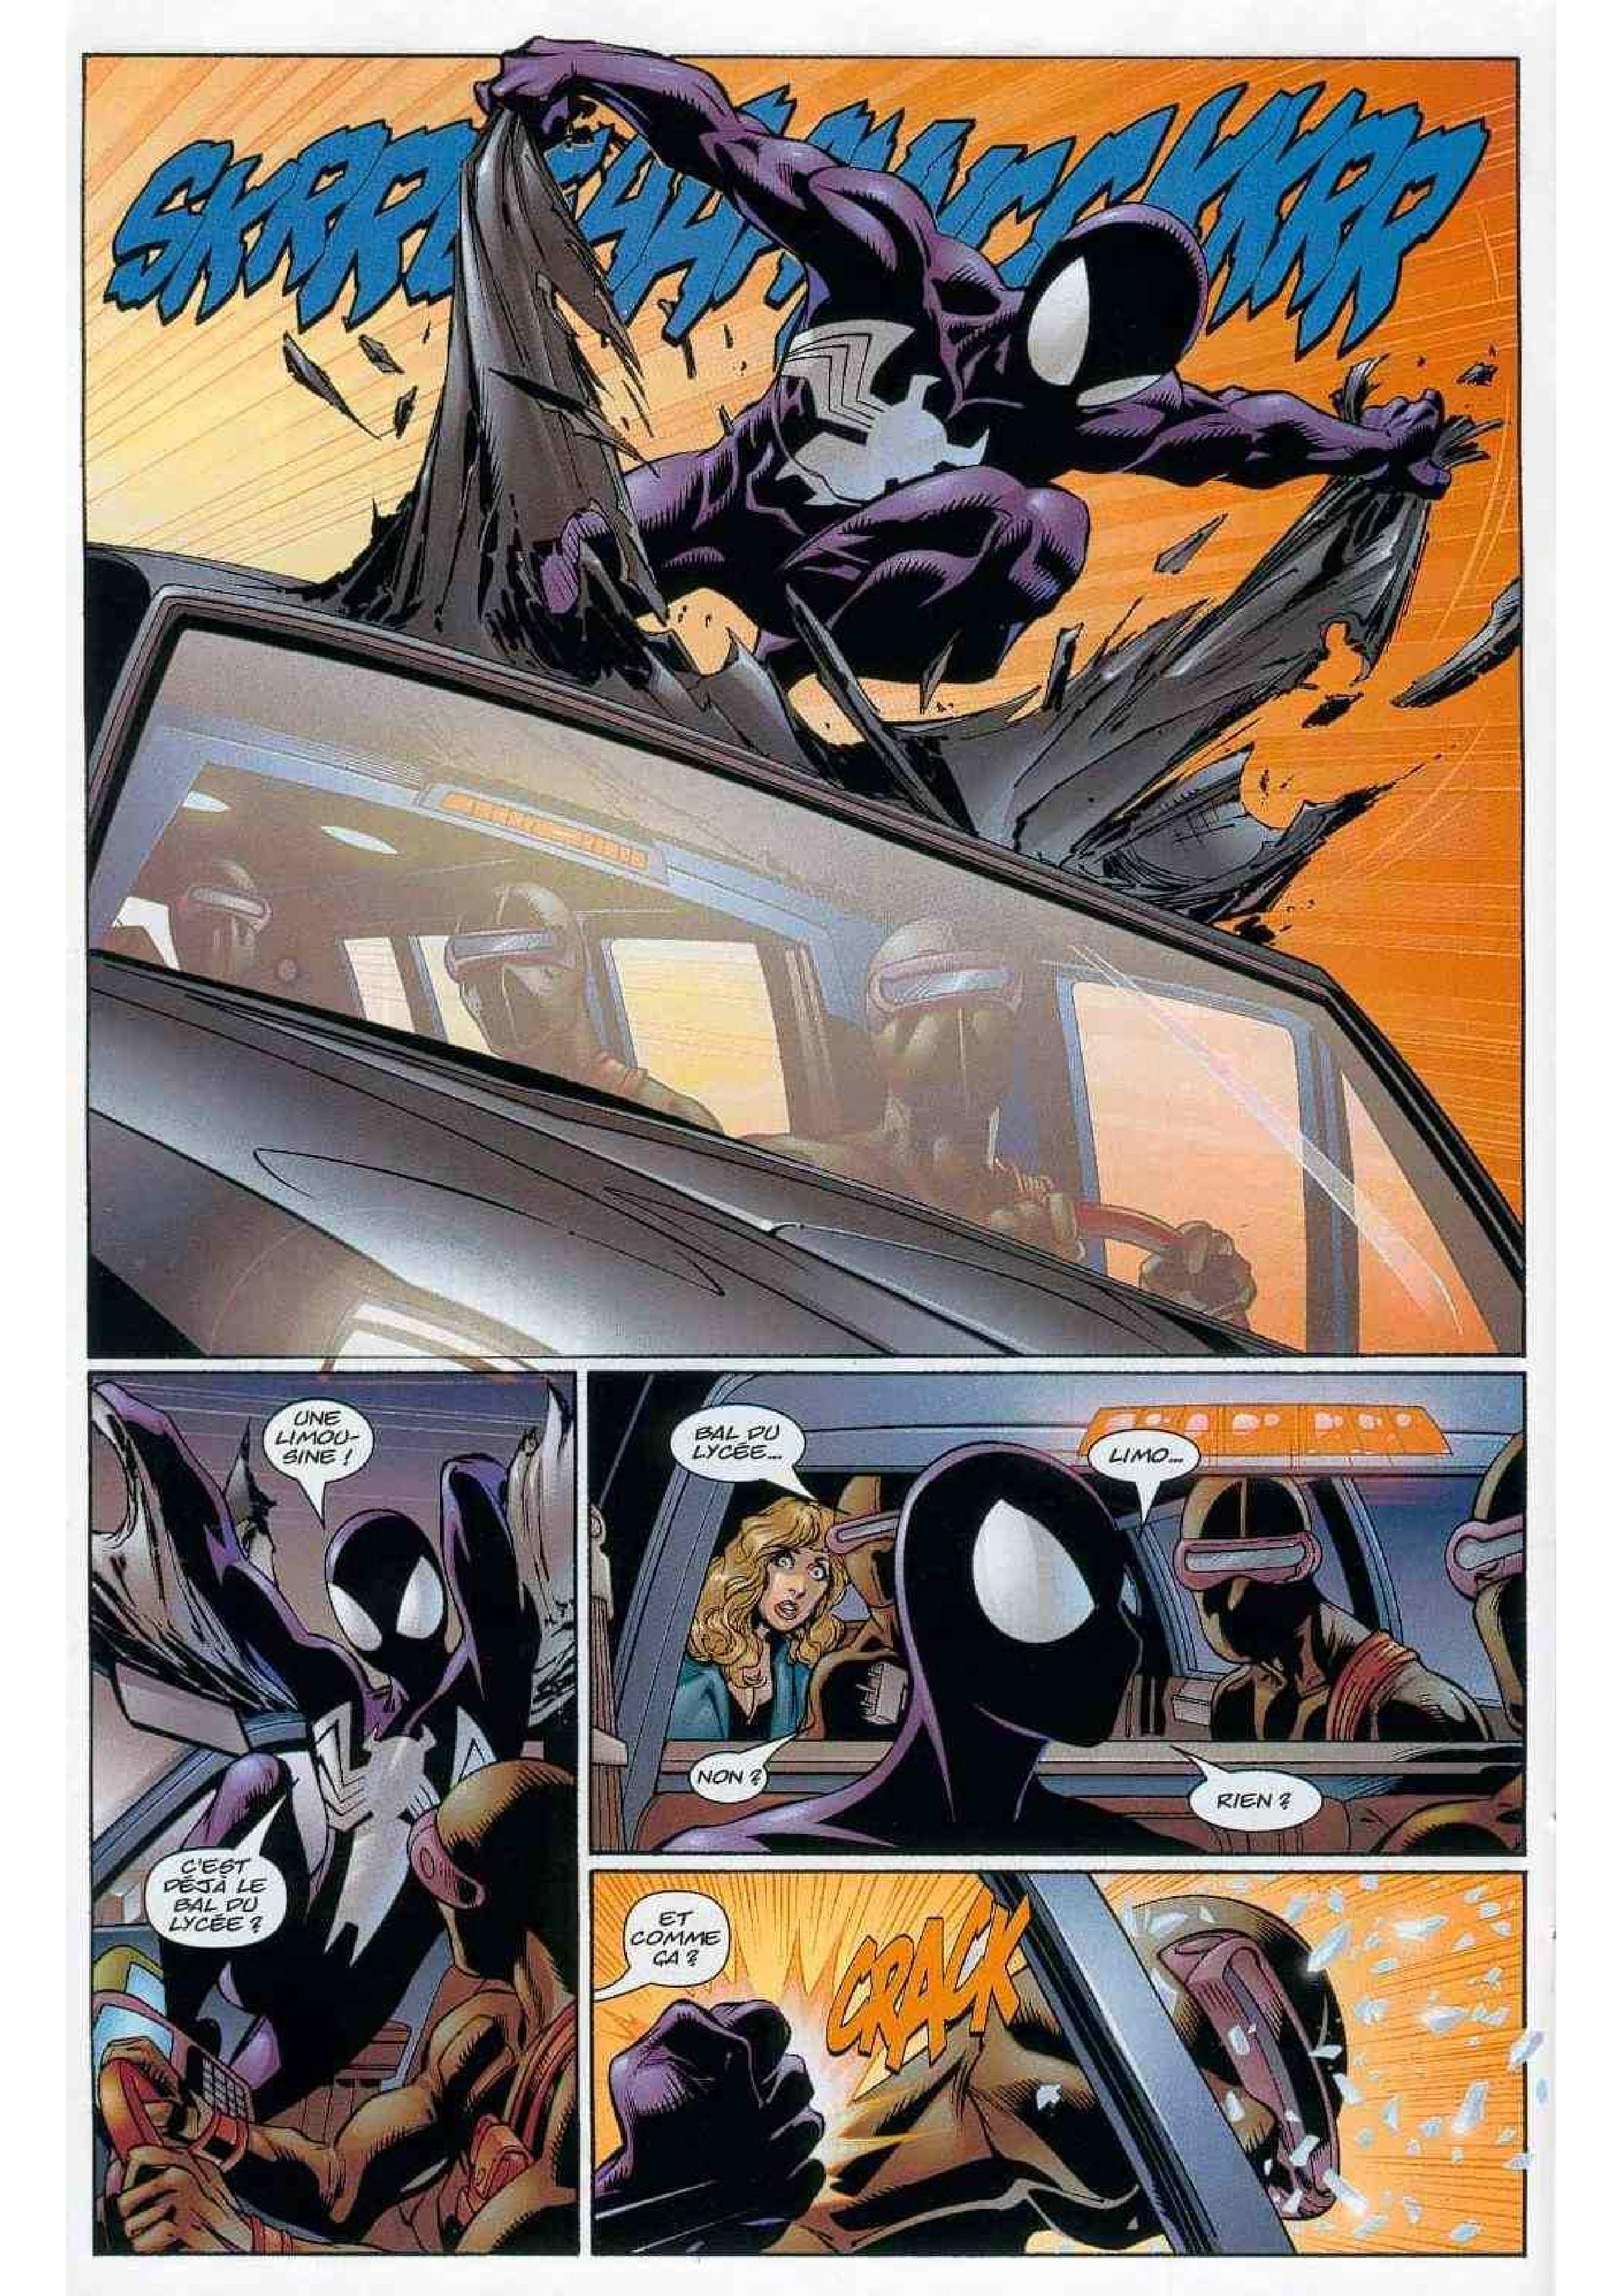 UNE
LIMOU-
SINE !
C'EST
DÉJÀ LE
BAL DU
LYCÉE ?
BAL DU
LYCÉE...
LIMO...
NON ?
RIEN ?
ET
COMME
ÇA ?
CRACK